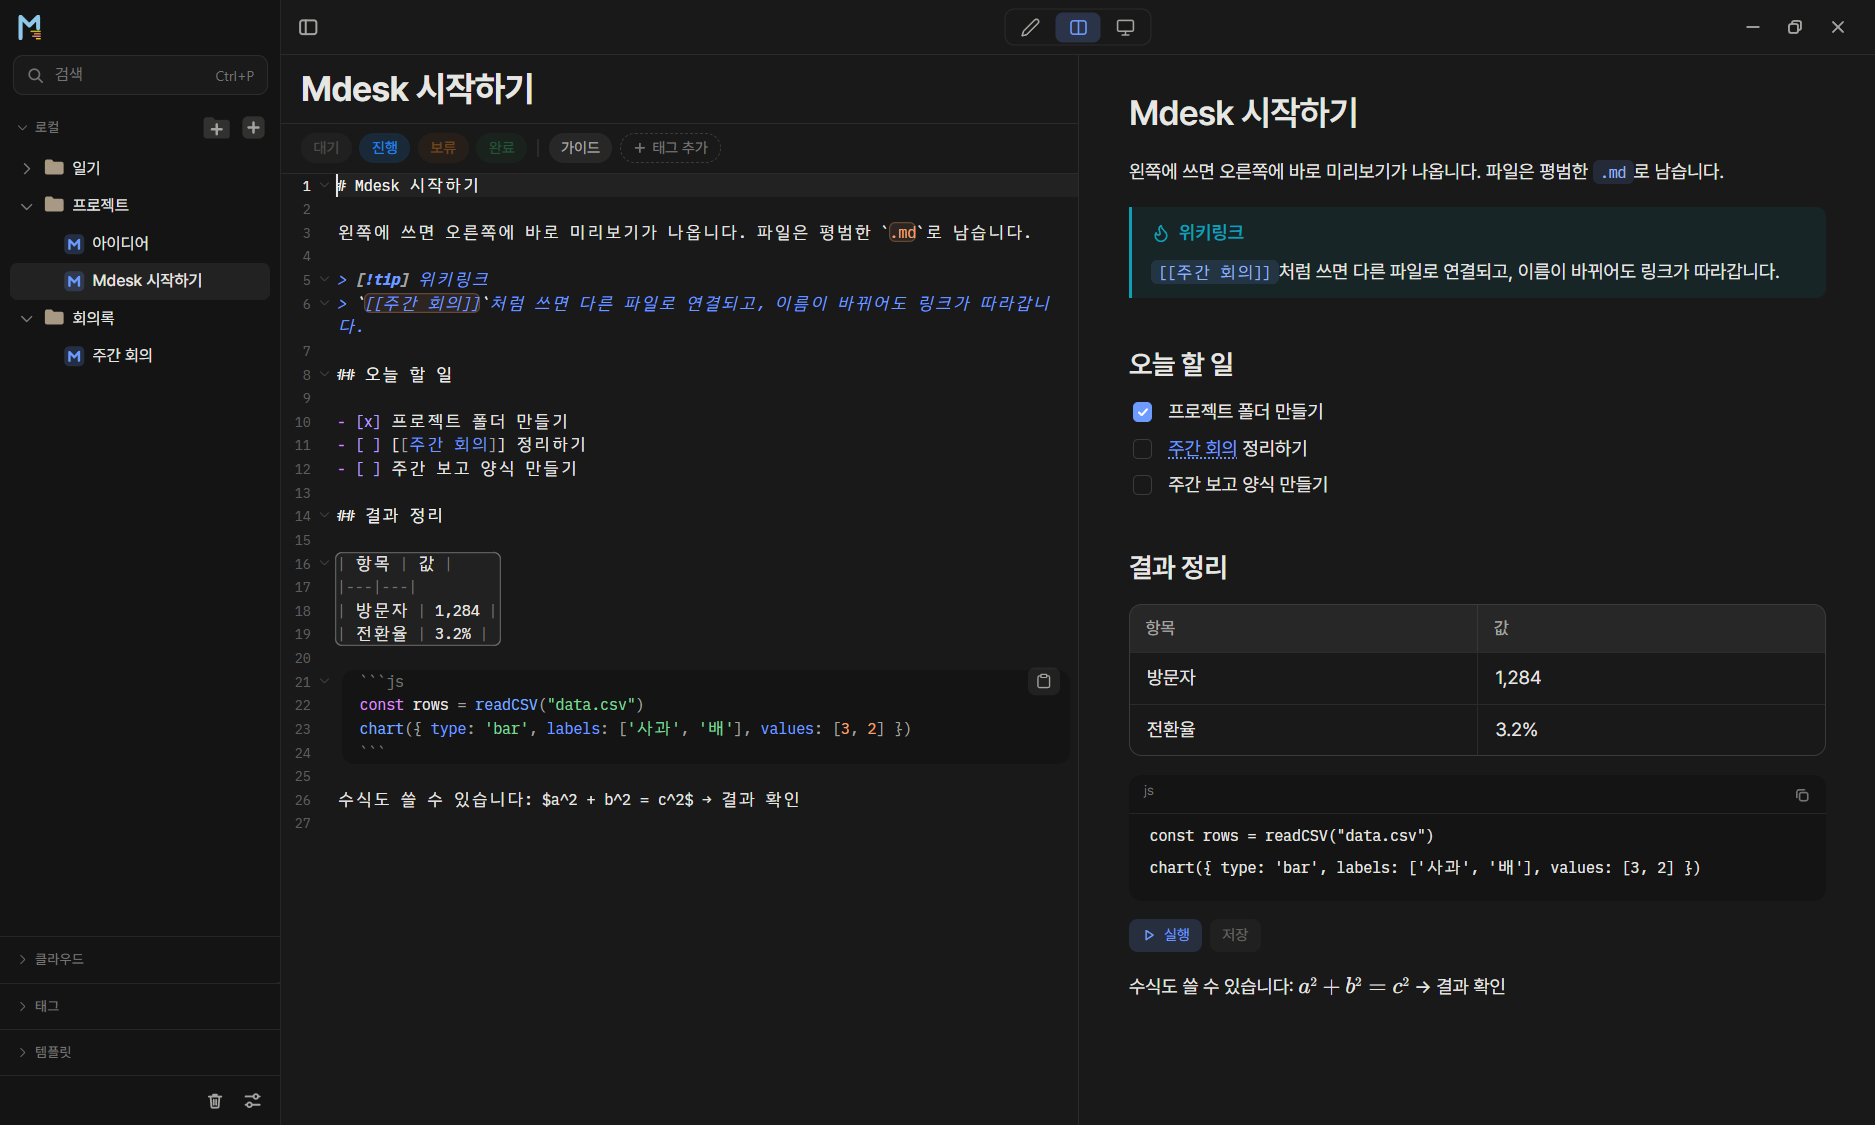 검색 Ctrl+P
로컬
일기
프로젝트
아이디어
Mdesk 시작하기
회의록
주간 회의
클라우드
태그
템플릿
Mdesk 시작하기
대기 진행 보류 완료 가이드 + 태그 추가
1 # Mdesk 시작하기
2
3 왼쪽에 쓰면 오른쪽에 바로 미리보기가 나옵니다. 파일은 평범한 `.md`로 남습니다.
4
5 > [!tip] 위키링크
6 > `[[주간 회의]]`처럼 쓰면 다른 파일로 연결되고, 이름이 바뀌어도 링크가 따라갑니
다.
7
8 ## 오늘 할 일
9
10 - [x] 프로젝트 폴더 만들기
11 - [ ] [[주간 회의]] 정리하기
12 - [ ] 주간 보고 양식 만들기
13
14 ## 결과 정리
15
16 | 항목 | 값 |
17 |---|---|
18 | 방문자 | 1,284 |
19 | 전환율 | 3.2% |
20
21 ```js
22 const rows = readCSV("data.csv")
23 chart({ type: 'bar', labels: ['사과', '배'], values: [3, 2] })
24 ```
25
26 수식도 쓸 수 있습니다: $a^2 + b^2 = c^2$ → 결과 확인
27
Mdesk 시작하기
왼쪽에 쓰면 오른쪽에 바로 미리보기가 나옵니다. 파일은 평범한 .md로 남습니다.
위키링크
[[주간 회의]]처럼 쓰면 다른 파일로 연결되고, 이름이 바뀌어도 링크가 따라갑니다.
오늘 할 일
프로젝트 폴더 만들기
주간 회의 정리하기
주간 보고 양식 만들기
결과 정리
항목 값
방문자 1,284
전환율 3.2%
js
const rows = readCSV("data.csv")
chart({ type: 'bar', labels: ['사과', '배'], values: [3, 2] })
실행 저장
수식도 쓸 수 있습니다: a² + b² = c² → 결과 확인